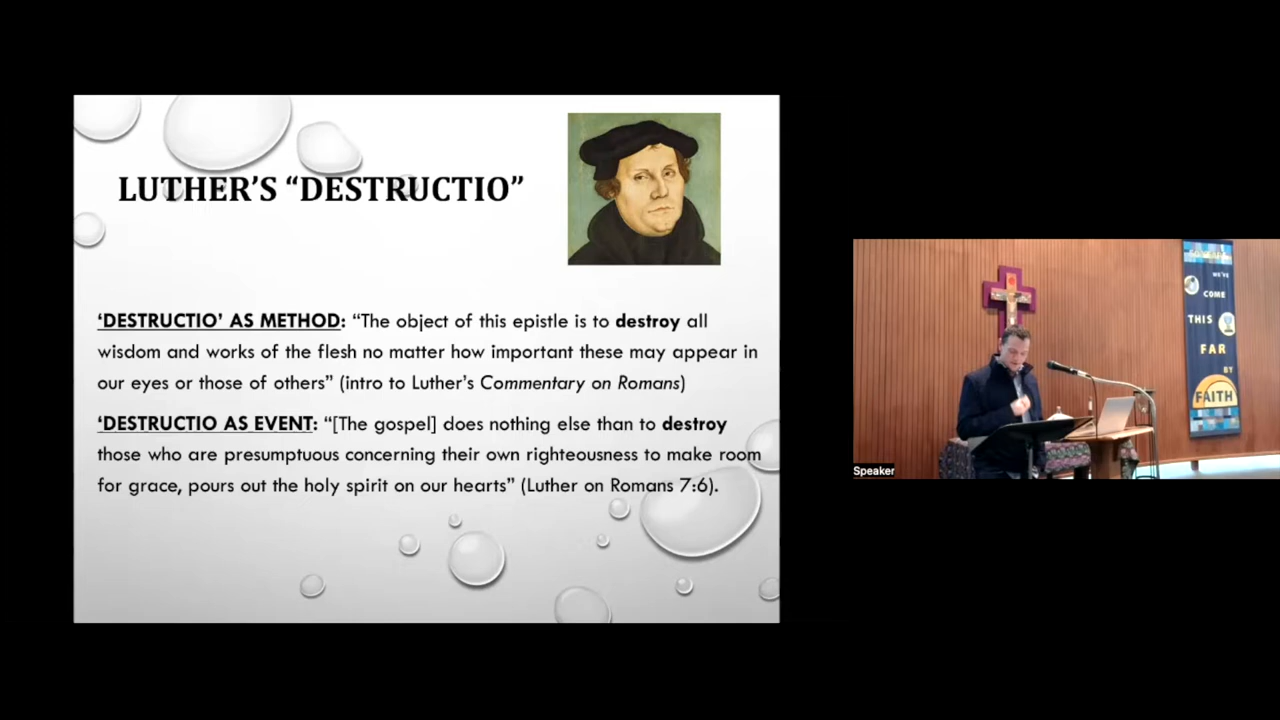 LUTHER’S “DESTRUCTIO”
‘DESTRUCTIO’ AS METHOD: “The object of this epistle is to destroy all
wisdom and works of the flesh no matter how important these may appear in
our eyes or those of others” (intro to Luther’s Commentary on Romans)
‘DESTRUCTIO AS EVENT: “[The gospel] does nothing else than to destroy
those who are presumptuous concerning their own righteousness to make room
for grace, pours out the holy spirit on our hearts” (Luther on Romans 7:6).
WE'VE
COME
THIS
FAR
BY
FAITH
Speaker